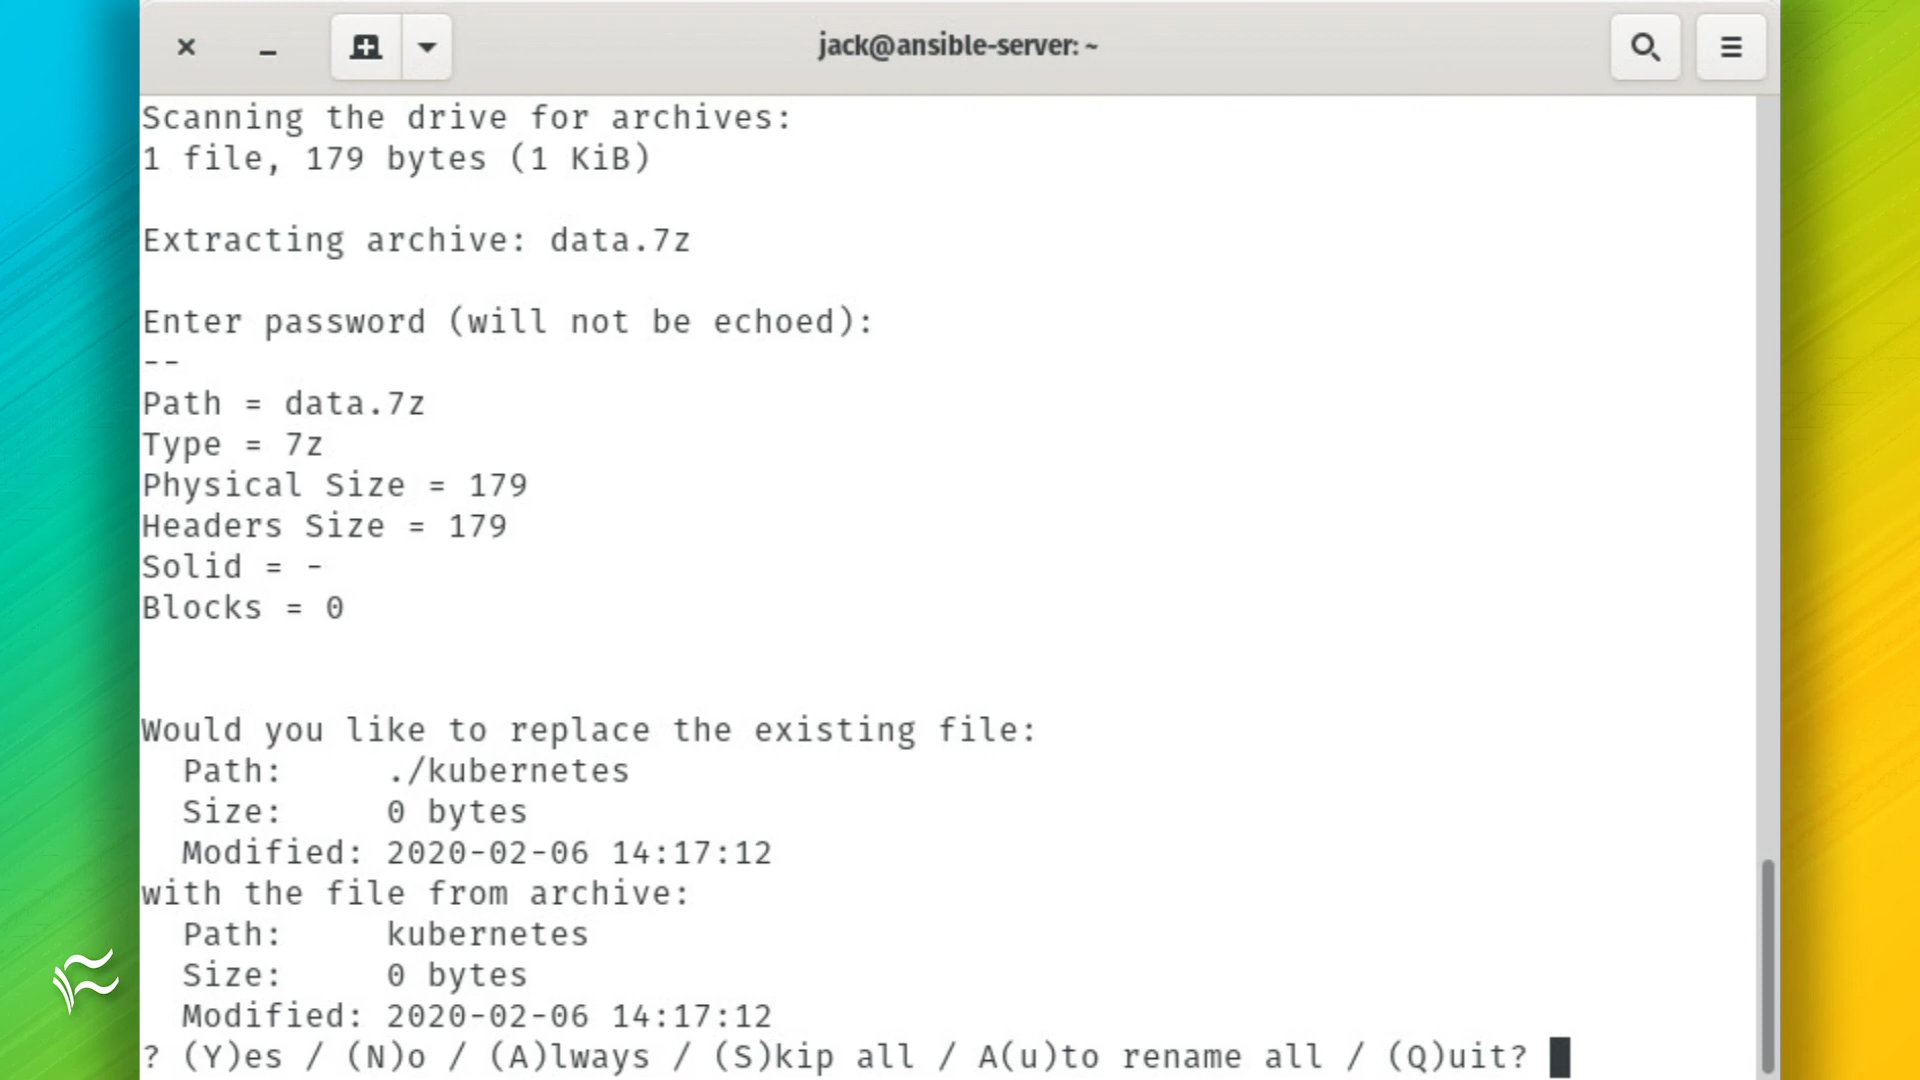 jack@ansible-server: ~
Scanning the drive for archives:
1 file, 179 bytes (1 KiB)
Extracting archive: data.7z
Enter password (will not be echoed):
--
Path = data.7z
Type = 7z
Physical Size = 179
Headers Size = 179
Solid = -
Blocks = 0
Would you like to replace the existing file:
  Path:     ./kubernetes
  Size:     0 bytes
  Modified: 2020-02-06 14:17:12
with the file from archive:
  Path:     kubernetes
  Size:     0 bytes
  Modified: 2020-02-06 14:17:12
? (Y)es / (N)o / (A)lways / (S)kip all / A(u)to rename all / (Q)uit?